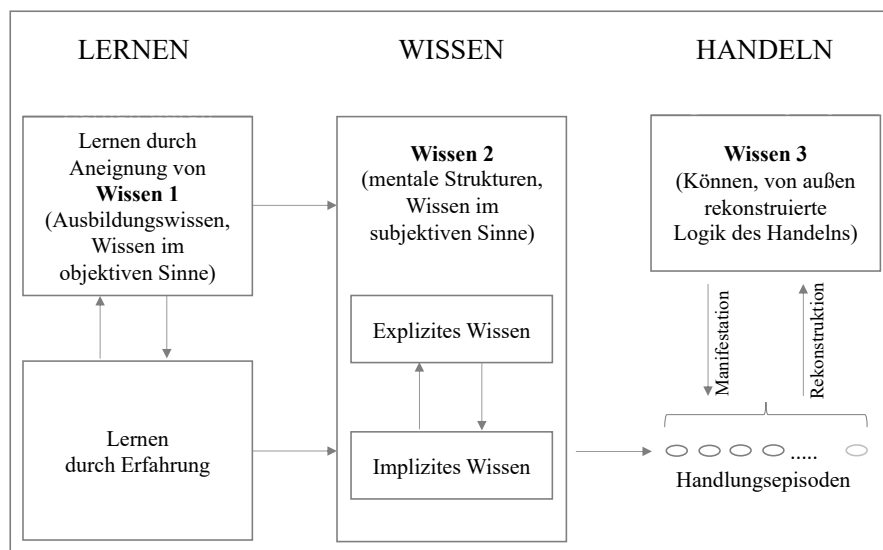 LERNEN
WISSEN
HANDELN
Lernen durch
Aneignung von
Wissen 1
(Ausbildungswissen,
Wissen im
objektiven Sinne)
Wissen 2
(mentale Strukturen,
Wissen im
subjektiven Sinne)
Wissen 3
(Können, von außen
rekonstruierte
Logik des Handelns)
Explizites Wissen
Manifestation
Rekonstruktion
Lernen
durch Erfahrung
Implizites Wissen
.....
Handlungsepisoden